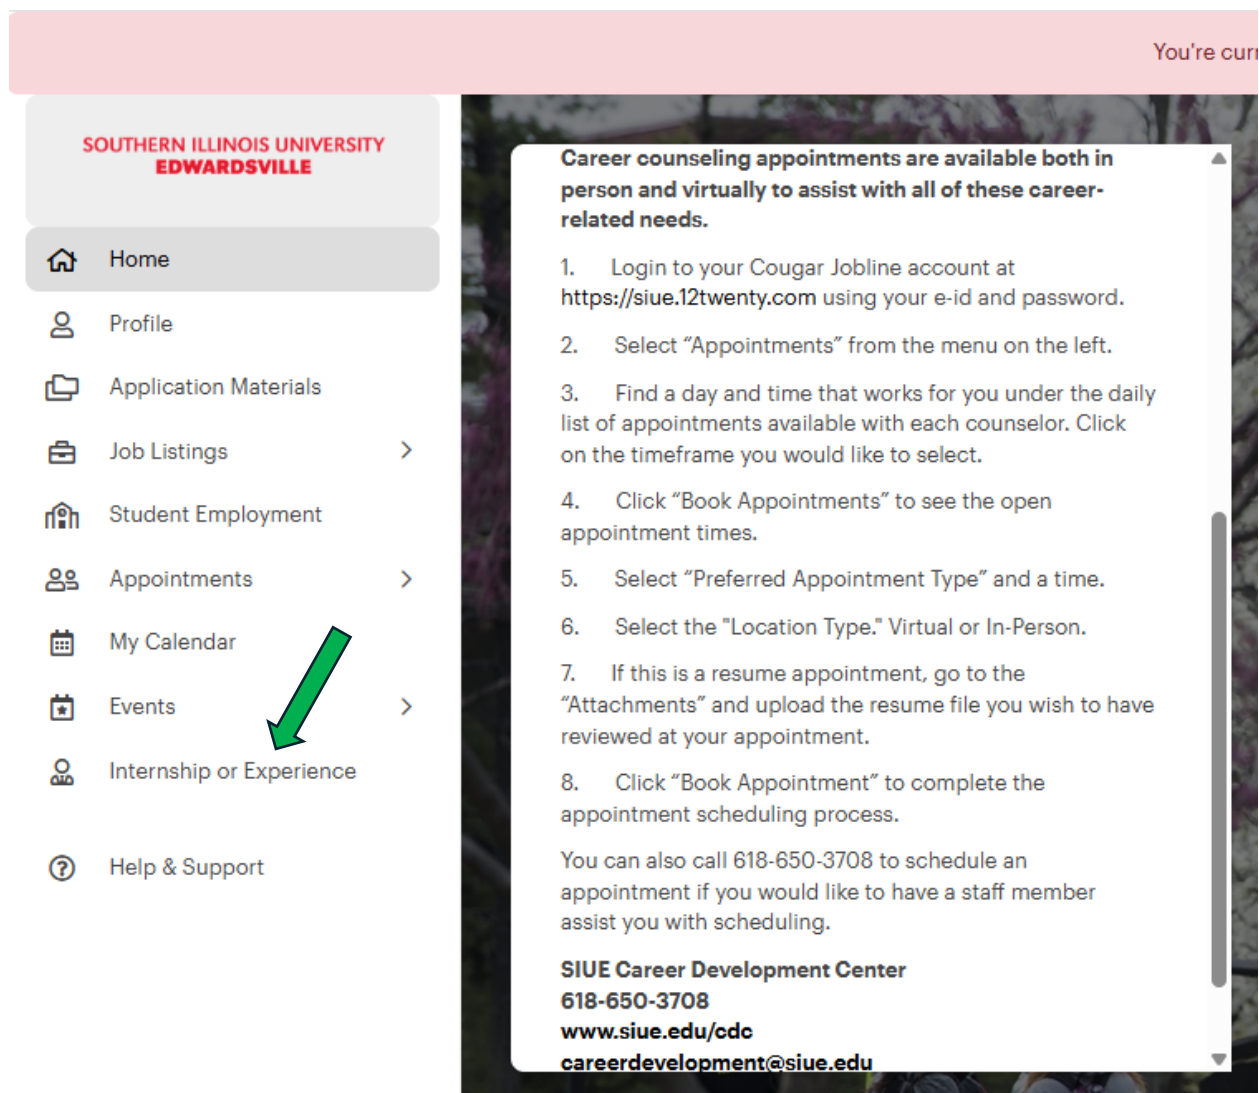 You're curr
SOUTHERN ILLINOIS UNIVERSITY
EDWARDSVILLE
Home
Profile
Application Materials
Job Listings
Student Employment
Appointments
My Calendar
Events
Internship or Experience
Help & Support
Career counseling appointments are available both in
person and virtually to assist with all of these career-
related needs.
1. Login to your Cougar Jobline account at
https://siue.12twenty.com using your e-id and password.
2. Select “Appointments” from the menu on the left.
3. Find a day and time that works for you under the daily
list of appointments available with each counselor. Click
on the timeframe you would like to select.
4. Click “Book Appointments” to see the open
appointment times.
5. Select “Preferred Appointment Type” and a time.
6. Select the "Location Type." Virtual or In-Person.
7. If this is a resume appointment, go to the
“Attachments” and upload the resume file you wish to have
reviewed at your appointment.
8. Click “Book Appointment” to complete the
appointment scheduling process.
You can also call 618-650-3708 to schedule an
appointment if you would like to have a staff member
assist you with scheduling.
SIUE Career Development Center
618-650-3708
www.siue.edu/cdc
careerdevelopment@siue.edu